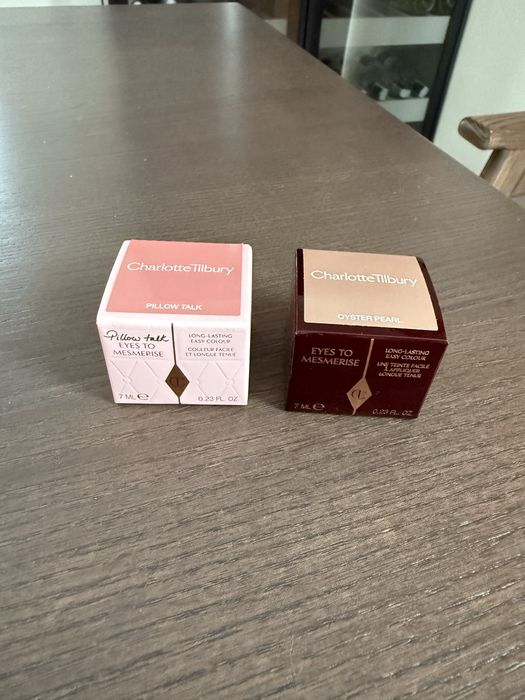 CharlotteTilbury
PILLOW TALK
Pillow talk
EYES TO
MESMERISE
LONG-LASTING
EASY COLOUR
COULEUR FACILE
ET LONGUE TENUE
7 ML℮
0.23 FL. OZ
CharlotteTilbury
OYSTER PEARL
EYES TO
MESMERISE
LONG-LASTING
EASY COLOUR
UNE TEINTE FACILE
À APPLIQUER
LONGUE TENUE
7 ML℮
0.23 FL. OZ